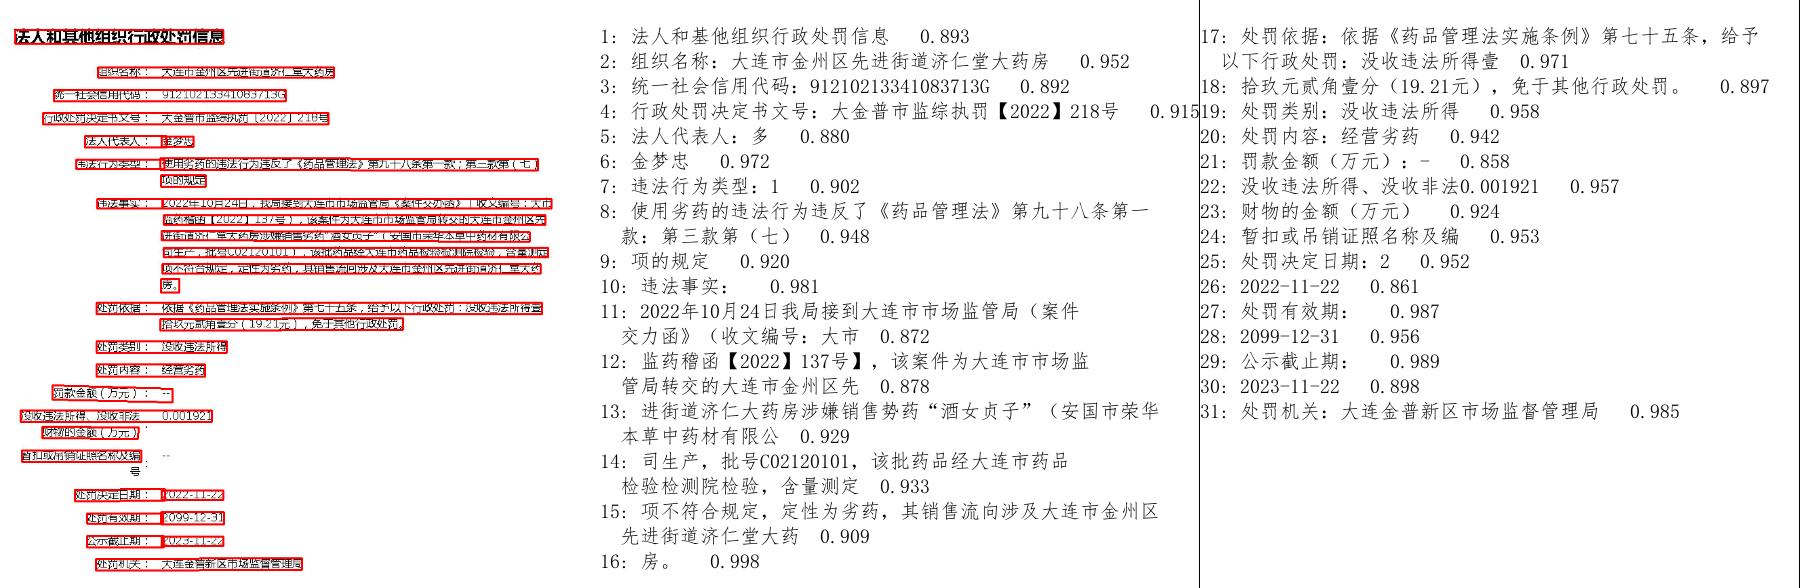 法人和其他组织行政处罚信息
组织名称： 大连市金州区先进街道济仁堂大药房
统一社会信用代码： 91210213341083713G
行政处罚决定书文号： 大金普市监综执罚〔2022〕218号
法人代表人： 金梦忠
违法行为类型： 使用劣药的违法行为违反了《药品管理法》第九十八条第一款；第三款第（七）
项的规定
违法事实： 2022年10月24日，我局接到大连市市场监管局《案件交办函》（收文编号：大市
监药稽函【2022】137号），该案件为大连市市场监管局转交的大连市金州区先
进街道济仁堂大药房涉嫌销售劣药“酒女贞子”（安国市荣华本草中药材有限公
司生产，批号C02120101），该批药品经大连市药品检验检测院检验，含量测定
项不符合规定，定性为劣药，其销售流向涉及大连市金州区先进街道济仁堂大药
房。
处罚依据： 依据《药品管理法实施条例》第七十五条，给予以下行政处罚：没收违法所得壹
拾玖元贰角壹分（19.21元），免于其他行政处罚。
处罚类别： 没收违法所得
处罚内容： 经营劣药
罚款金额（万元）： --
没收违法所得、没收非法 0.001921
财物的金额（万元）：
暂扣或吊销证照名称及编 --
号：
处罚决定日期： 2022-11-22
处罚有效期： 2099-12-31
公示截止期： 2023-11-22
处罚机关： 大连金普新区市场监督管理局
1: 法人和基他组织行政处罚信息 0.893
2: 组织名称：大连市金州区先进街道济仁堂大药房 0.952
3: 统一社会信用代码：91210213341083713G 0.892
4: 行政处罚决定书文号：大金普市监综执罚【2022】218号 0.915
5: 法人代表人：多 0.880
6: 金梦忠 0.972
7: 违法行为类型：1 0.902
8: 使用劣药的违法行为违反了《药品管理法》第九十八条第一
款：第三款第（七） 0.948
9: 项的规定 0.920
10: 违法事实： 0.981
11: 2022年10月24日我局接到大连市市场监管局（案件
交力函》（收文编号：大市 0.872
12: 监药稽函【2022】137号】，该案件为大连市市场监
管局转交的大连市金州区先 0.878
13: 进街道济仁大药房涉嫌销售势药“酒女贞子”（安国市荣华
本草中药材有限公 0.929
14: 司生产，批号C02120101，该批药品经大连市药品
检验检测院检验，含量测定 0.933
15: 项不符合规定，定性为劣药，其销售流向涉及大连市金州区
先进街道济仁堂大药 0.909
16: 房。 0.998
17: 处罚依据：依据《药品管理法实施条例》第七十五条，给予
以下行政处罚：没收违法所得壹 0.971
18: 拾玖元贰角壹分（19.21元），免于其他行政处罚。 0.897
19: 处罚类别：没收违法所得 0.958
20: 处罚内容：经营劣药 0.942
21: 罚款金额（万元）：- 0.858
22: 没收违法所得、没收非法0.001921 0.957
23: 财物的金额（万元） 0.924
24: 暂扣或吊销证照名称及编 0.953
25: 处罚决定日期：2 0.952
26: 2022-11-22 0.861
27: 处罚有效期： 0.987
28: 2099-12-31 0.956
29: 公示截止期： 0.989
30: 2023-11-22 0.898
31: 处罚机关：大连金普新区市场监督管理局 0.985